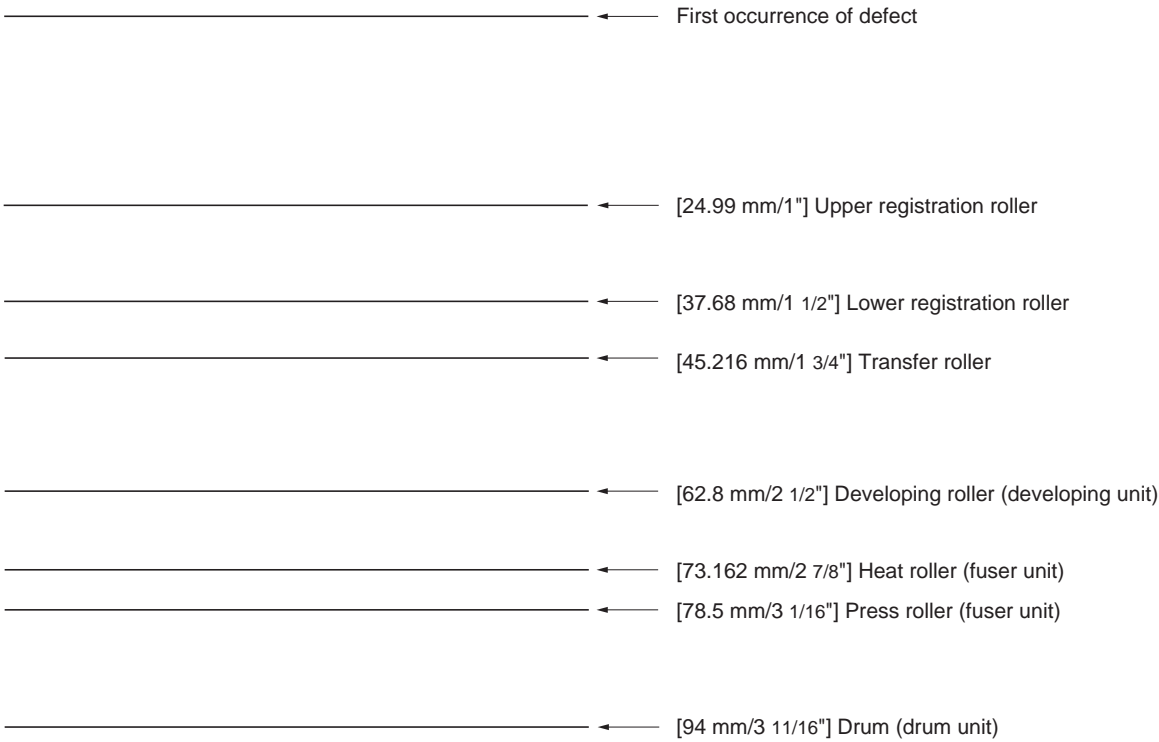 First occurrence of defect
[24.99 mm/1"] Upper registration roller
[37.68 mm/1 1/2"] Lower registration roller
[45.216 mm/1 3/4"] Transfer roller
[62.8 mm/2 1/2"] Developing roller (developing unit)
[73.162 mm/2 7/8"] Heat roller (fuser unit)
[78.5 mm/3 1/16"] Press roller (fuser unit)
[94 mm/3 11/16"] Drum (drum unit)